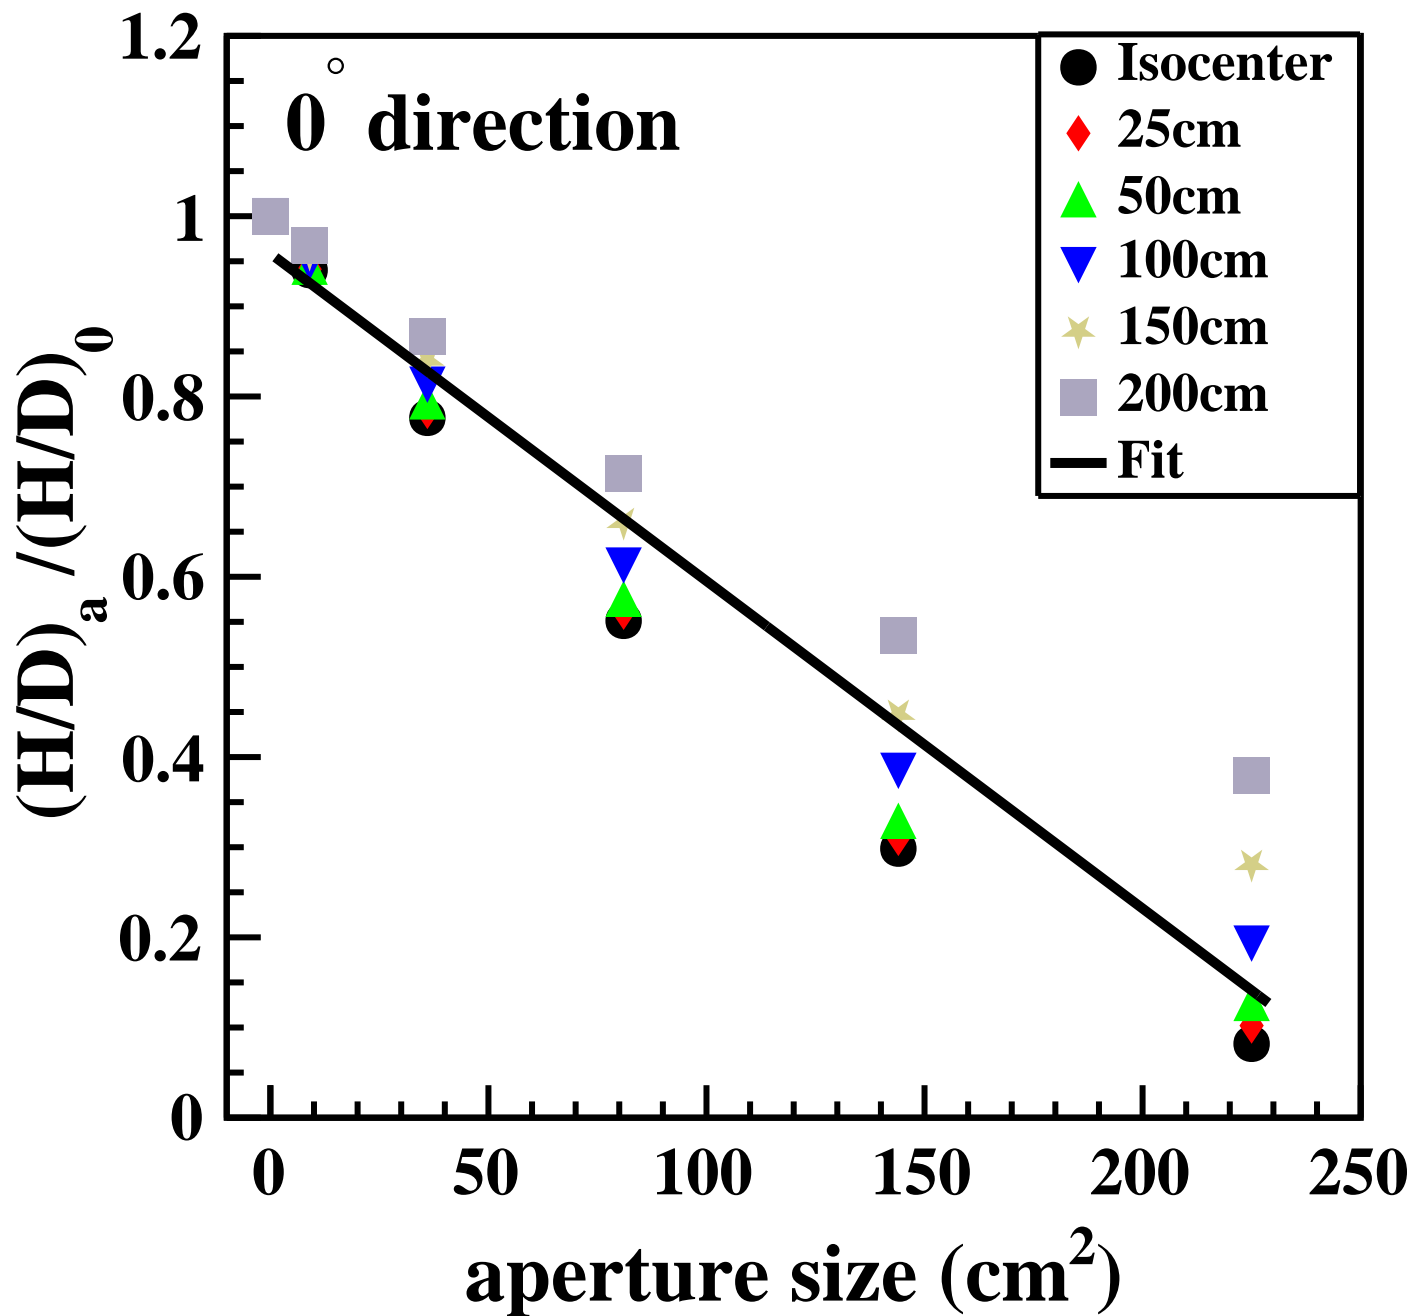 0° direction
Isocenter
25cm
50cm
100cm
150cm
200cm
Fit
1.2
1
0.8
0.6
0.4
0.2
0
(H/D)a /(H/D)0
0 50 100 150 200 250
aperture size (cm²)